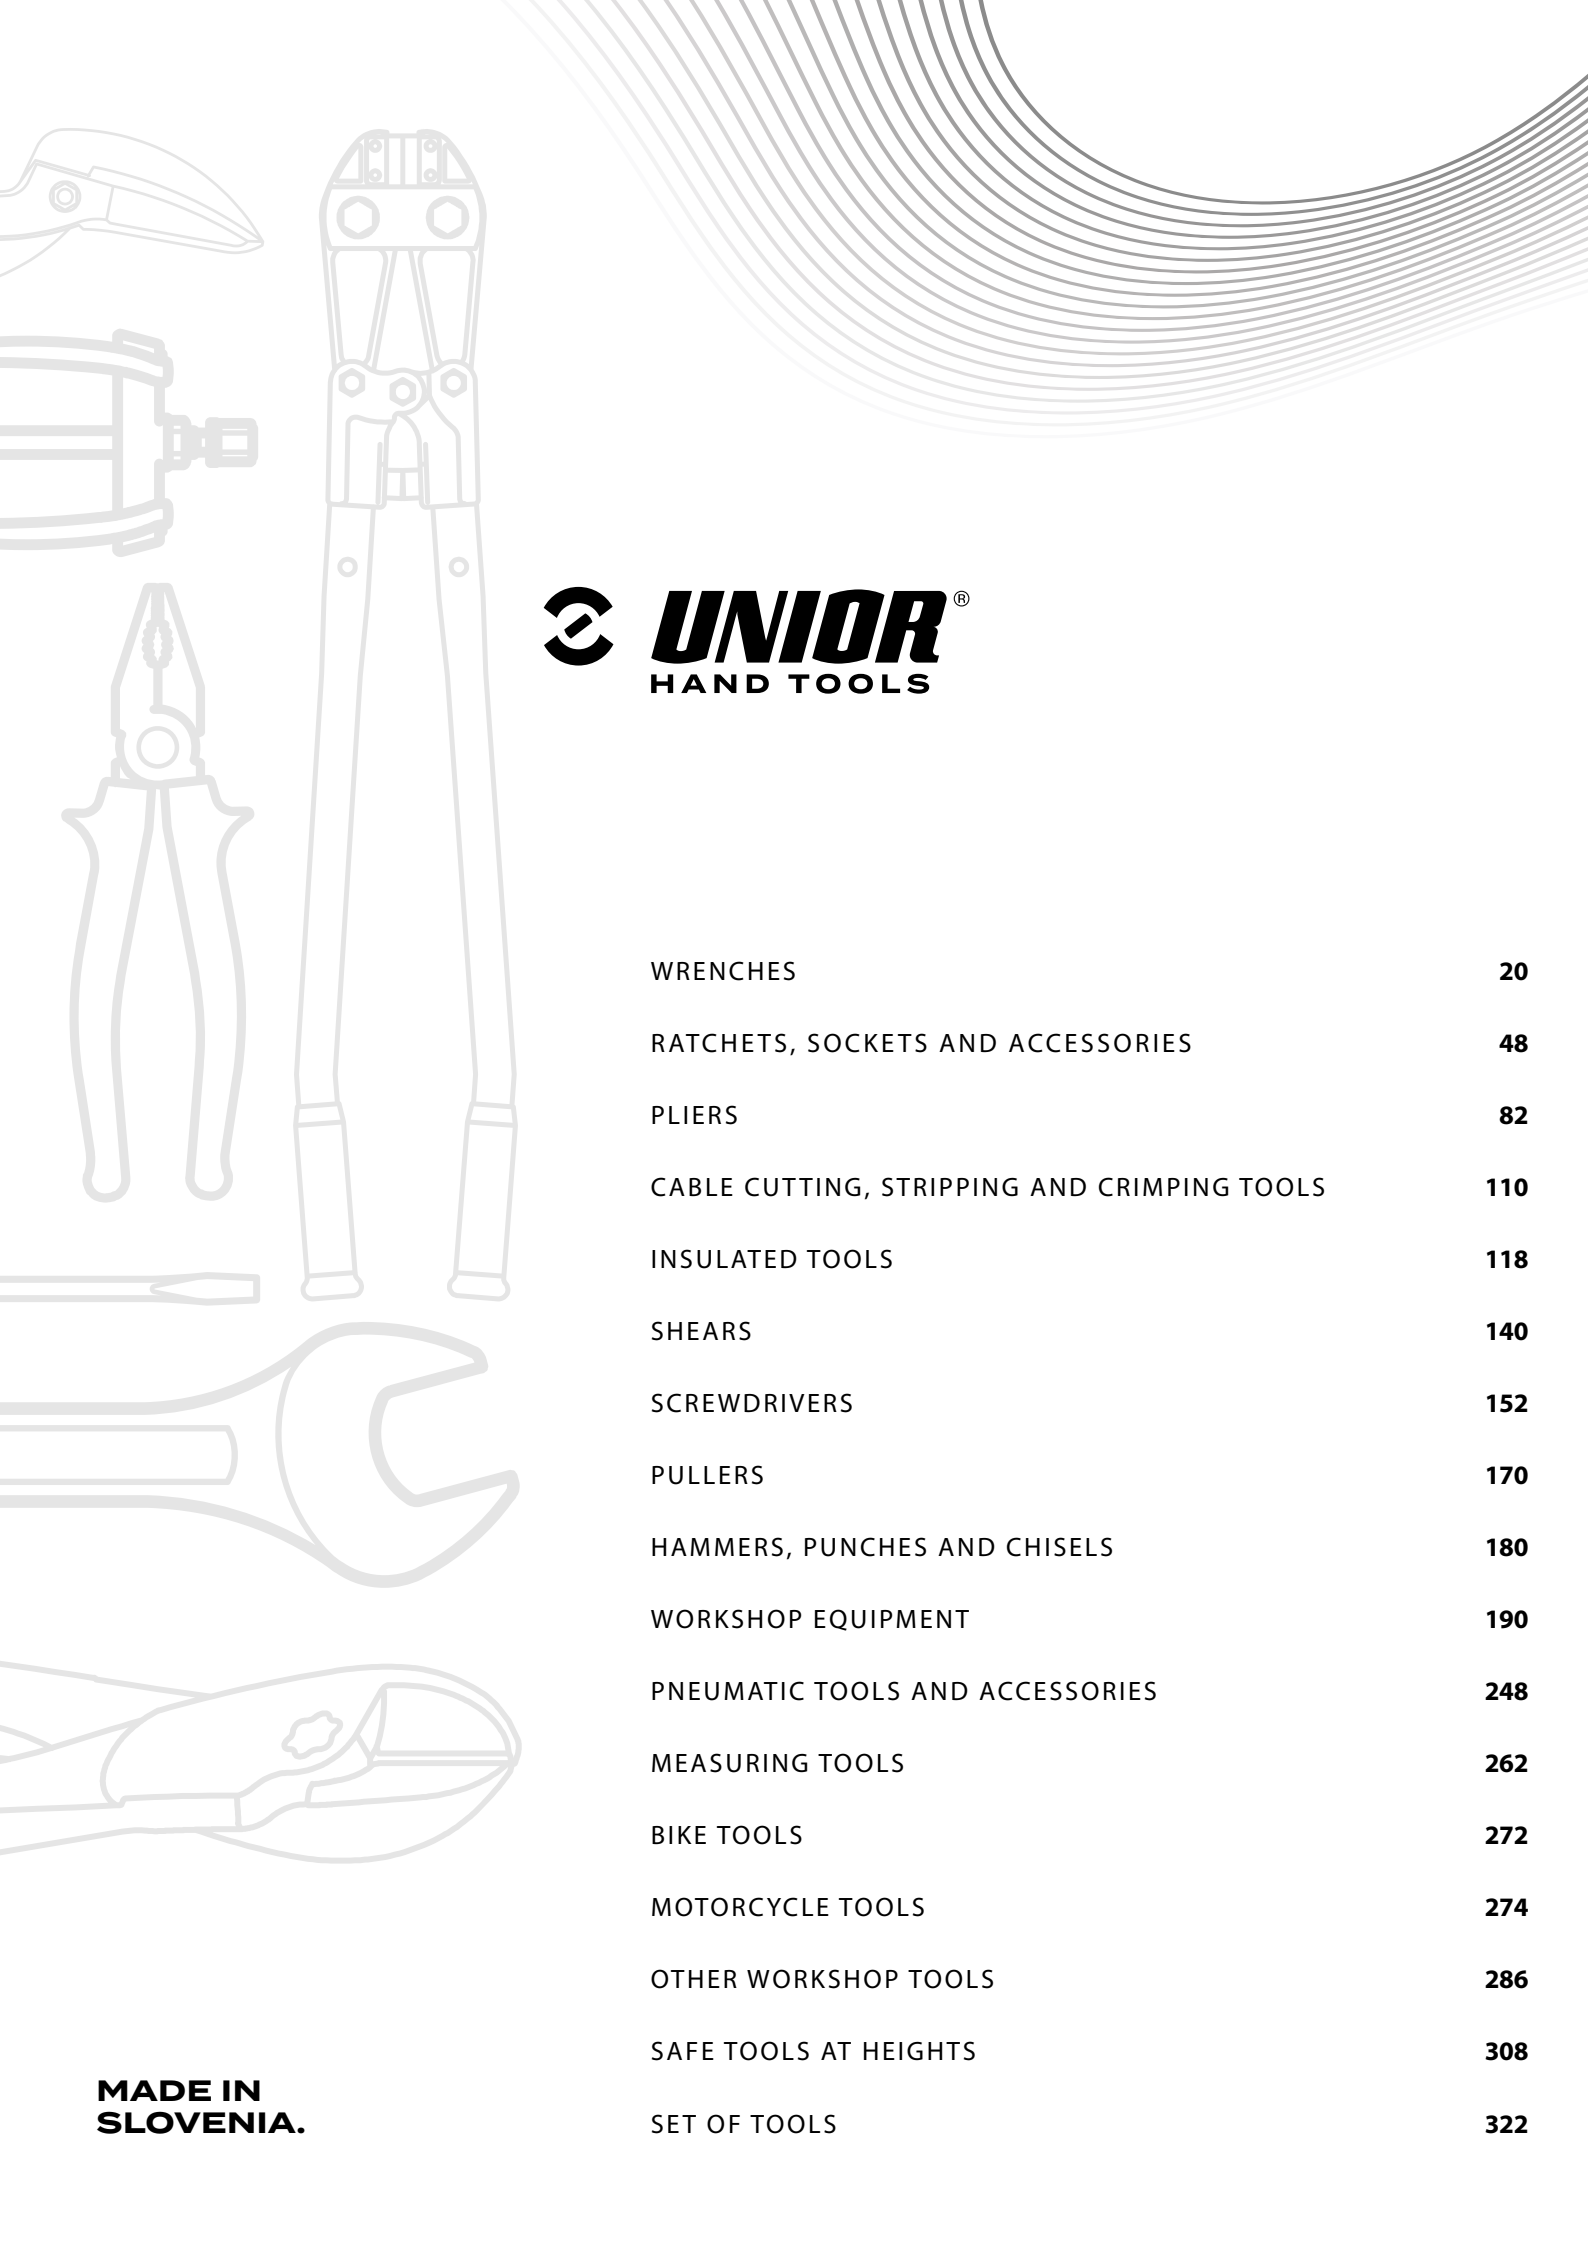 UNIOR®
HAND TOOLS
WRENCHES 20
RATCHETS, SOCKETS AND ACCESSORIES 48
PLIERS 82
CABLE CUTTING, STRIPPING AND CRIMPING TOOLS 110
INSULATED TOOLS 118
SHEARS 140
SCREWDRIVERS 152
PULLERS 170
HAMMERS, PUNCHES AND CHISELS 180
WORKSHOP EQUIPMENT 190
PNEUMATIC TOOLS AND ACCESSORIES 248
MEASURING TOOLS 262
BIKE TOOLS 272
MOTORCYCLE TOOLS 274
OTHER WORKSHOP TOOLS 286
SAFE TOOLS AT HEIGHTS 308
SET OF TOOLS 322
MADE IN
SLOVENIA.